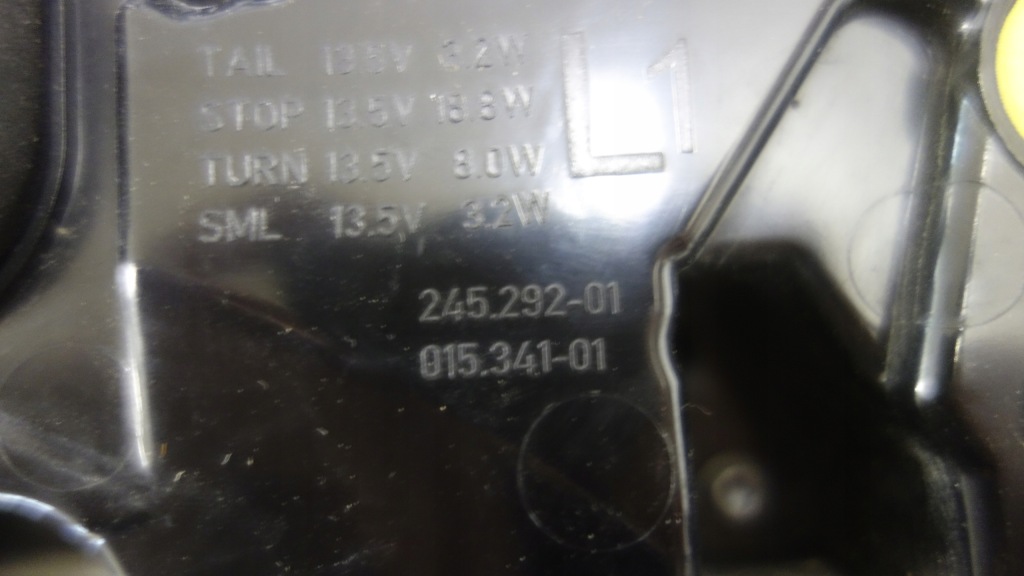 TAIL 13.5V 3.2W
STOP 13.5V 18.8W
TURN 13.5V 8.0W
SML 13.5V 3.2W
L1
245.292-01
015.341-01